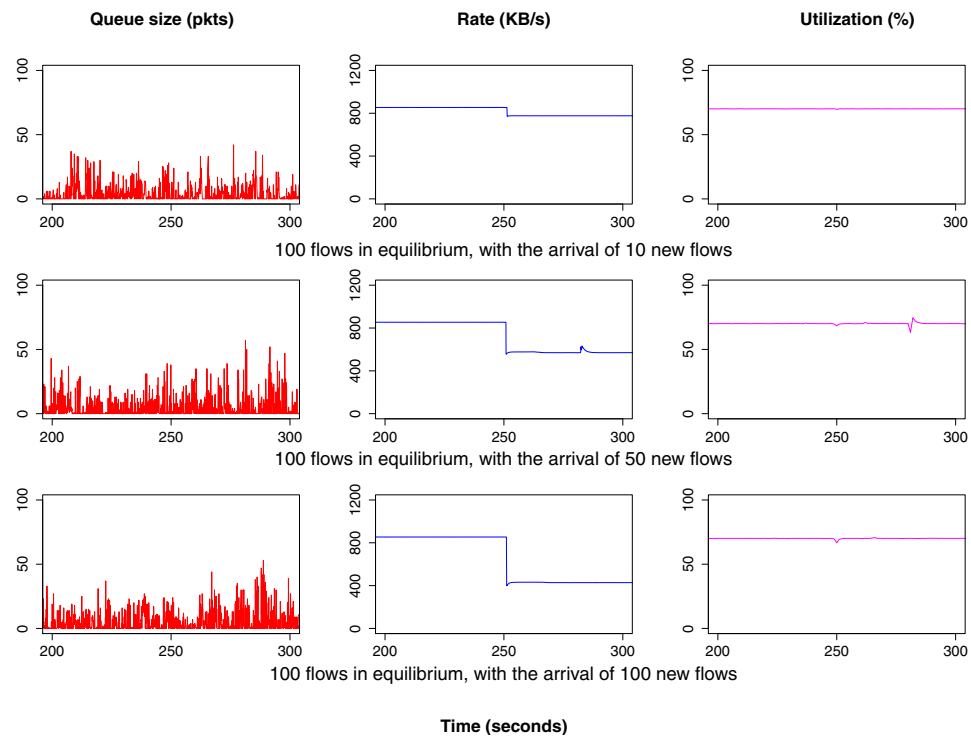 Queue size (pkts) Rate (KB/s) Utilization (%)
100 1200 100
50 800 50
400
0 0 0
200 250 300 200 250 300 200 250 300
100 flows in equilibrium, with the arrival of 10 new flows
100 1200 100
50 800 50
400
0 0 0
200 250 300 200 250 300 200 250 300
100 flows in equilibrium, with the arrival of 50 new flows
100 1200 100
50 800 50
400
0 0 0
200 250 300 200 250 300 200 250 300
100 flows in equilibrium, with the arrival of 100 new flows
Time (seconds)